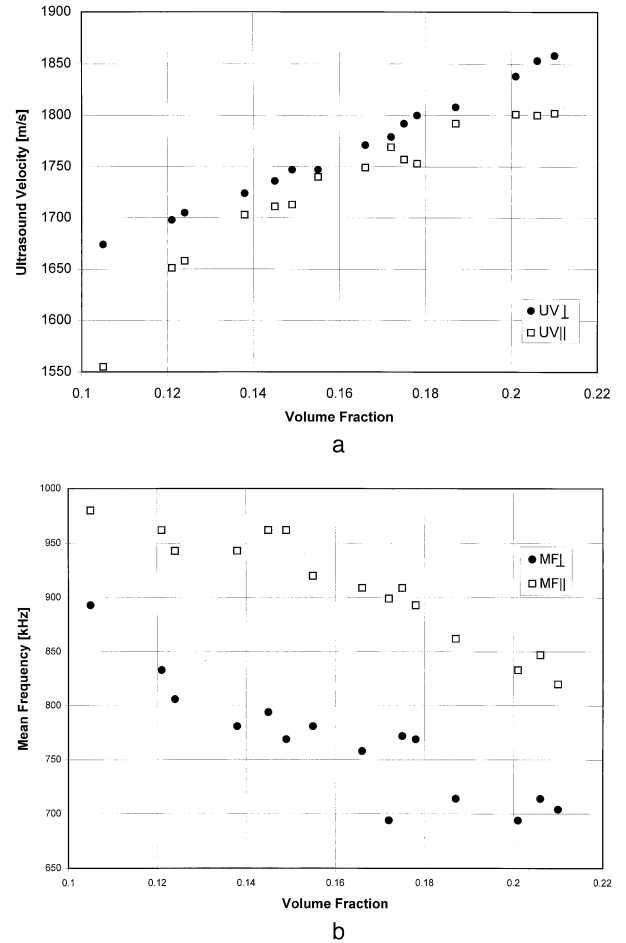 1900
1850
1800
1750
1700
1650
1600
1550
Ultrasound Velocity [m/s]
UV⊥
UV||
0.1 0.12 0.14 0.16 0.18 0.2 0.22
Volume Fraction
a
1000
950
900
850
800
750
700
650
Mean Frequency [kHz]
MF⊥
MF||
0.1 0.12 0.14 0.16 0.18 0.2 0.22
Volume Fraction
b